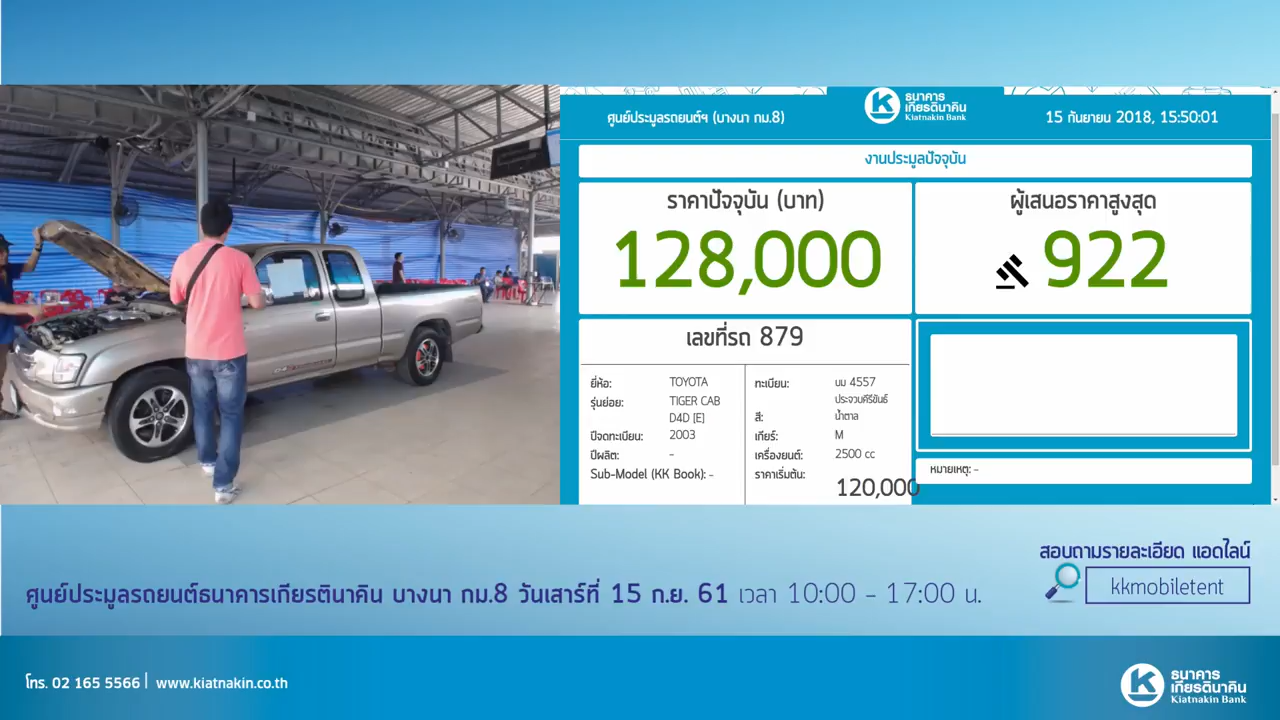 ศูนย์ประมูลรถยนต์ฯ (บางนา กม.8)
ธนาคาร
เกียรตินาคิน
Kiatnakin Bank
15 กันยายน 2018, 15:50:01
งานประมูลปัจจุบัน
ราคาปัจจุบัน (บาท)
128,000
ผู้เสนอราคาสูงสุด
922
เลขที่รถ 879
ยี่ห้อ: TOYOTA
รุ่นย่อย: TIGER CAB
D4D [E]
ปีจดทะเบียน: 2003
ปีผลิต: -
Sub-Model (KK Book): -
ทะเบียน: บม 4557
ประจวบคีรีขันธ์
สี: น้ำตาล
เกียร์: M
เครื่องยนต์: 2500 cc
ราคาเริ่มต้น:
120,000
หมายเหตุ: -
สอบถามรายละเอียด แอดไลน์
kkmobiletent
ศูนย์ประมูลรถยนต์ธนาคารเกียรตินาคิน บางนา กม.8 วันเสาร์ที่ 15 ก.ย. 61 เวลา 10:00 - 17:00 น.
โทร. 02 165 5566 | www.kiatnakin.co.th
ธนาคาร
เกียรตินาคิน
Kiatnakin Bank